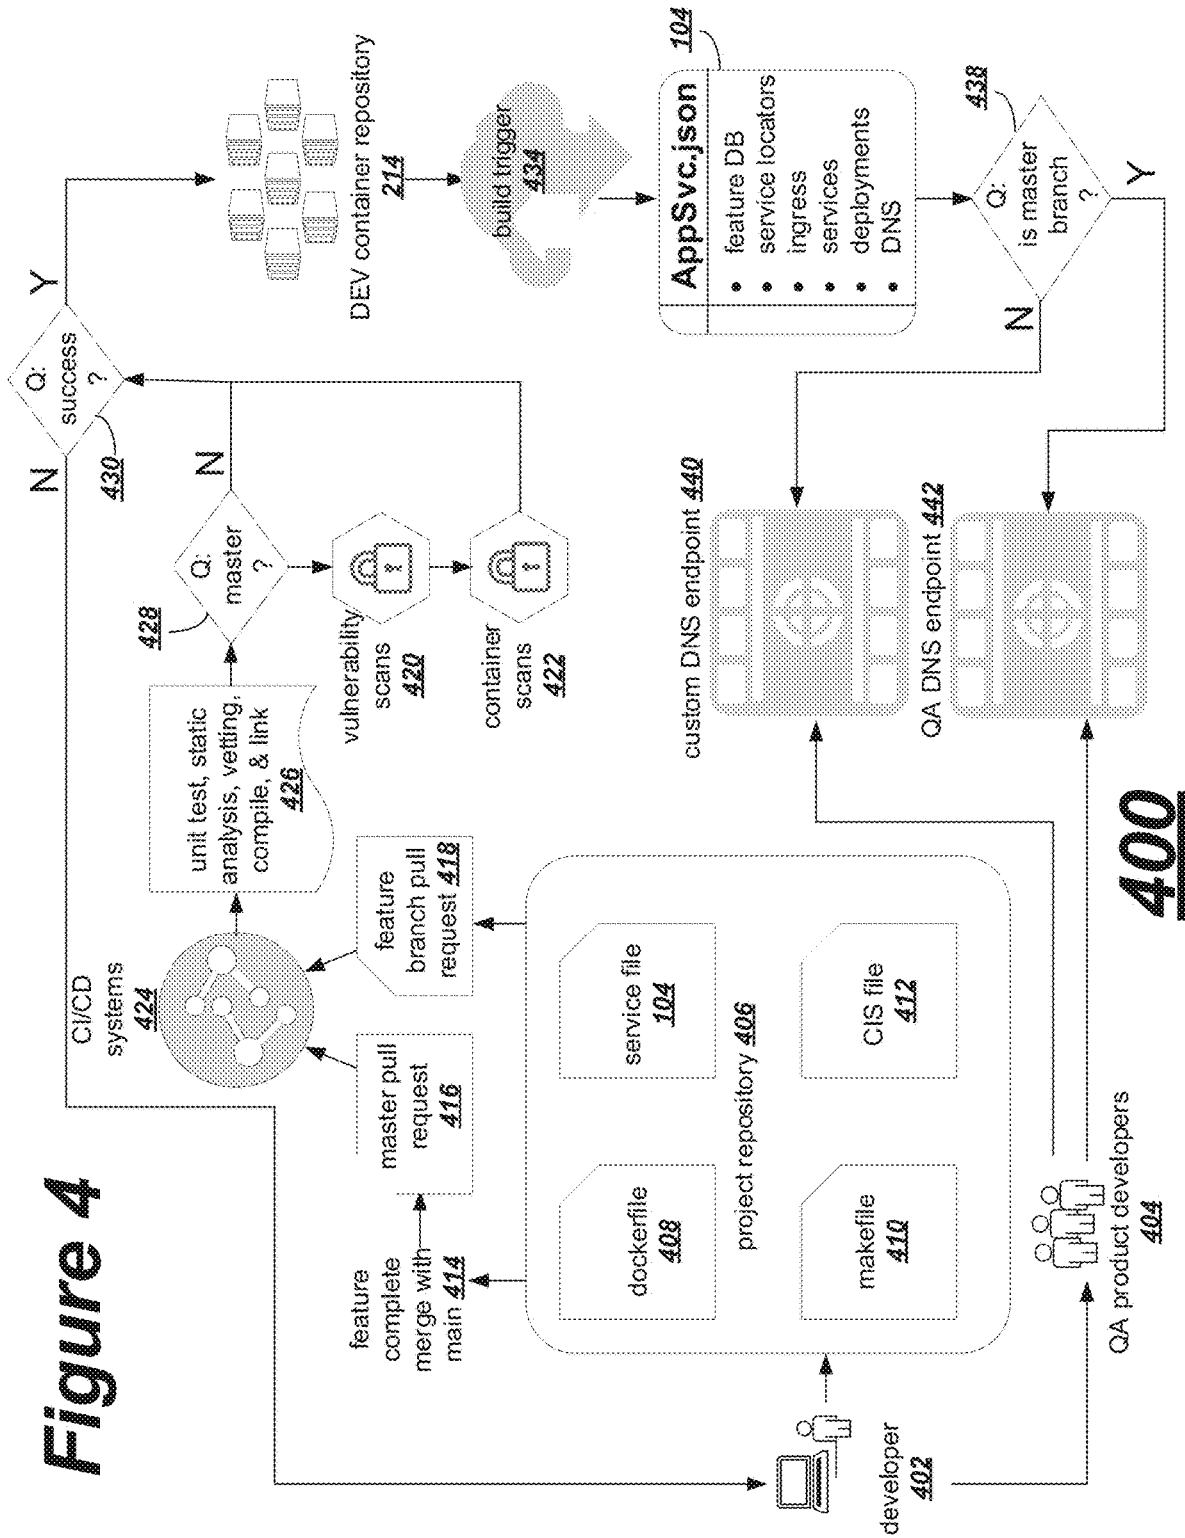 Figure 4
developer
402
QA product developers
404
feature
complete
merge with
main 414
dockerfile
408
service file
104
project repository 406
makefile
410
CIS file
412
master pull
request
416
feature
branch pull
request 418
CI/CD
systems
424
unit test, static
analysis, vetting,
compile, & link
426
428
Q:
master
?
N
vulnerability
scans
420
container
scans
422
430
Q:
success
?
N
Y
DEV container repository
214
build trigger
434
104
AppSvc.json
• feature DB
• service locators
• ingress
• services
• deployments
• DNS
438
Q:
is master
branch
?
N
Y
custom DNS endpoint 440
QA DNS endpoint 442
400